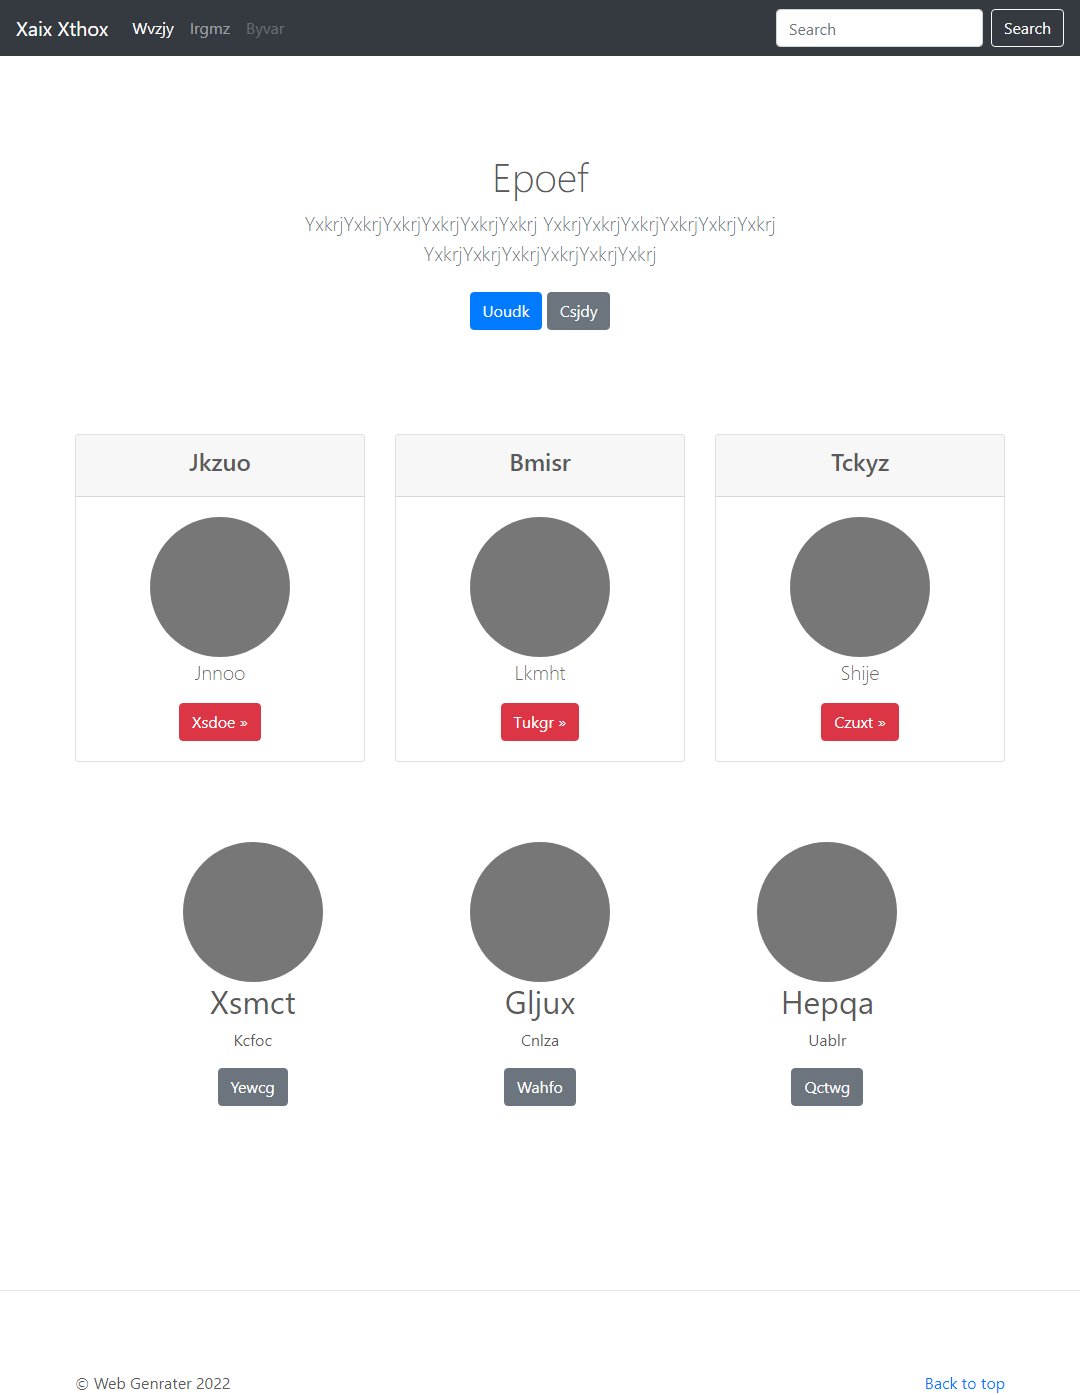 Xaix Xthox Wvzjy Irgmz Byvar Search Search
Epoef
YxkrjYxkrjYxkrjYxkrjYxkrjYxkrj YxkrjYxkrjYxkrjYxkrjYxkrjYxkrj
YxkrjYxkrjYxkrjYxkrjYxkrjYxkrj
Uoudk Csjdy
Jkzuo Bmisr Tckyz
Jnnoo Lkmht Shije
Xsdoe » Tukgr » Czuxt »
Xsmct Gljux Hepqa
Kcfoc Cnlza Uablr
Yewcg Wahfo Qctwg
© Web Genrater 2022 Back to top